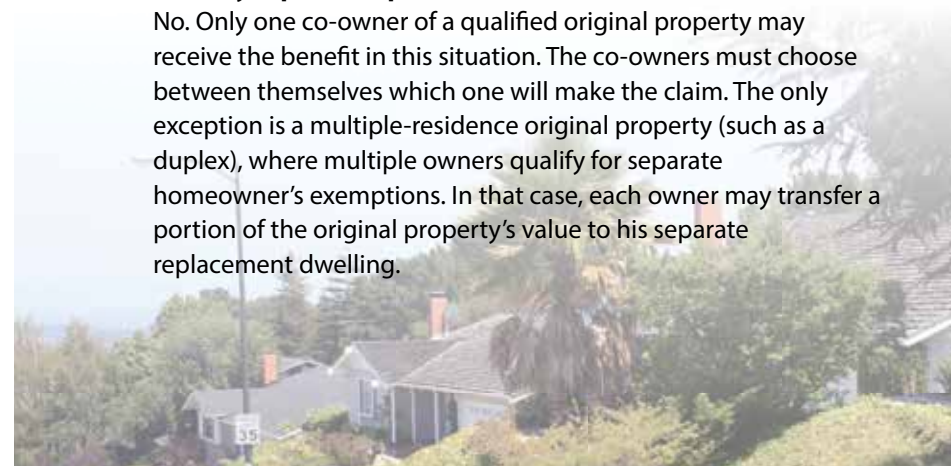 No. Only one co-owner of a qualified original property may
receive the benefit in this situation. The co-owners must choose
between themselves which one will make the claim. The only
exception is a multiple-residence original property (such as a
duplex), where multiple owners qualify for separate
homeowner’s exemptions. In that case, each owner may transfer a
portion of the original property’s value to his separate
replacement dwelling.
35